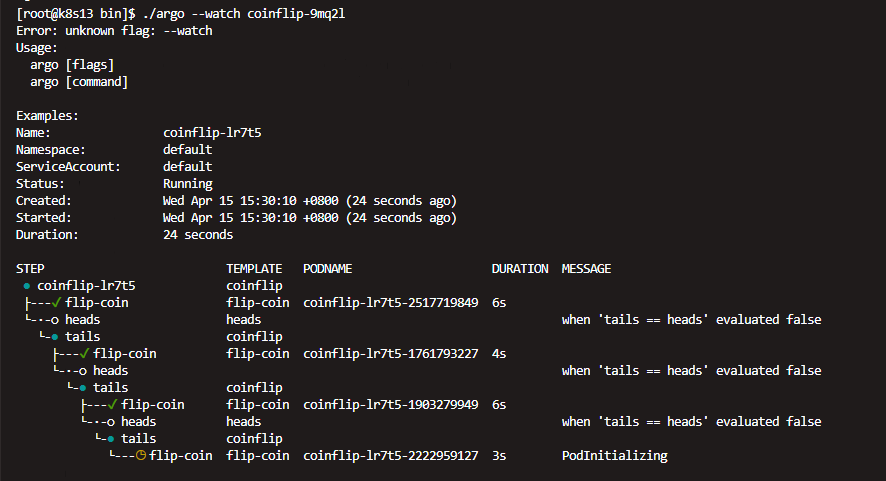 [root@k8s13 bin]$ ./argo --watch coinflip-9mq2l
Error: unknown flag: --watch
Usage:
  argo [flags]
  argo [command]

Examples:
Name:                coinflip-lr7t5
Namespace:           default
ServiceAccount:      default
Status:              Running
Created:             Wed Apr 15 15:30:10 +0800 (24 seconds ago)
Started:             Wed Apr 15 15:30:10 +0800 (24 seconds ago)
Duration:            24 seconds

STEP                          TEMPLATE   PODNAME                    DURATION  MESSAGE
 ● coinflip-lr7t5             coinflip
 ├---✓ flip-coin              flip-coin  coinflip-lr7t5-2517719849  6s
 └-·-o heads                  heads                                           when 'tails == heads' evaluated false
   └-● tails                  coinflip
     ├---✓ flip-coin          flip-coin  coinflip-lr7t5-1761793227  4s
     └-·-o heads              heads                                           when 'tails == heads' evaluated false
       └-● tails              coinflip
         ├---✓ flip-coin      flip-coin  coinflip-lr7t5-1903279949  6s
         └-·-o heads          heads                                           when 'tails == heads' evaluated false
           └-● tails          coinflip
             └---◷ flip-coin  flip-coin  coinflip-lr7t5-2222959127  3s        PodInitializing